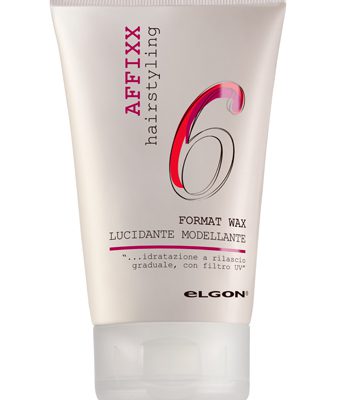 AFFIXX
hairstyling
6
FORMAT WAX
LUCIDANTE MODELLANTE
"...idratazione a rilascio
graduale, con filtro UV"
eLGON®